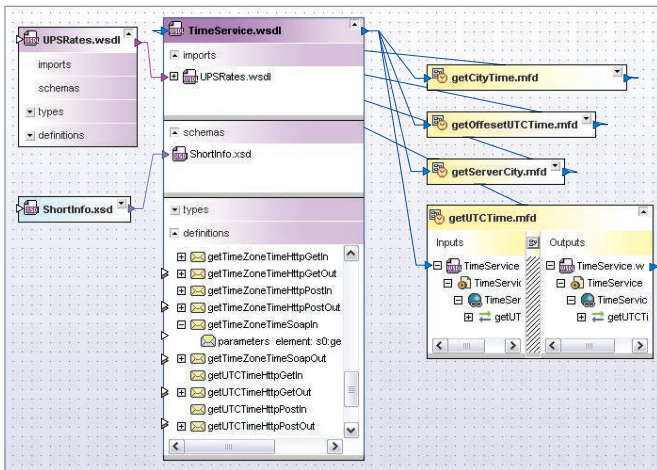 UPSRates.wsdl
imports
schemas
types
definitions
ShortInfo.xsd
TimeService.wsdl
imports
UPSRates.wsdl
schemas
ShortInfo.xsd
types
definitions
getTimeZoneTimeHttpGetIn
getTimeZoneTimeHttpGetOut
getTimeZoneTimeHttpPostIn
getTimeZoneTimeHttpPostOut
getTimeZoneTimeSoapIn
parameters element: s0:ge
getTimeZoneTimeSoapOut
getUTCTimeHttpGetIn
getUTCTimeHttpGetOut
getUTCTimeHttpPostIn
getUTCTimeHttpPostOut
getCityTime.mfd
getOffesetUTCTime.mfd
getServerCity.mfd
getUTCTime.mfd
Inputs
Outputs
TimeService
TimeServic
TimeSer
getUT
TimeService.w
TimeService
TimeServic
getUTCTi